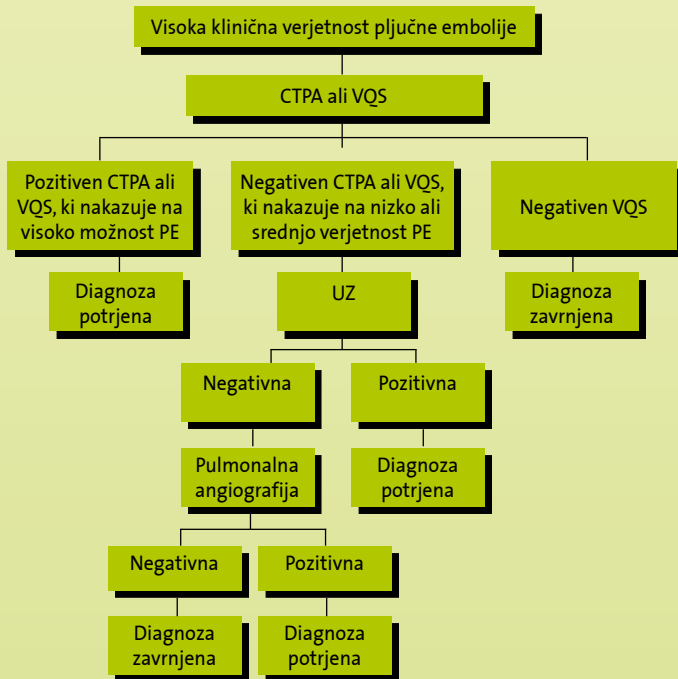 Visoka klinična verjetnost pljučne embolije
CTPA ali VQS
Pozitiven CTPA ali
VQS, ki nakazuje na
visoko možnost PE
Negativen CTPA ali VQS,
ki nakazuje na nizko ali
srednjo verjetnost PE
Negativen VQS
Diagnoza
potrjena
UZ
Diagnoza
zavrnjena
Negativna
Pozitivna
Pulmonalna
angiografija
Diagnoza
potrjena
Negativna
Pozitivna
Diagnoza
zavrnjena
Diagnoza
potrjena